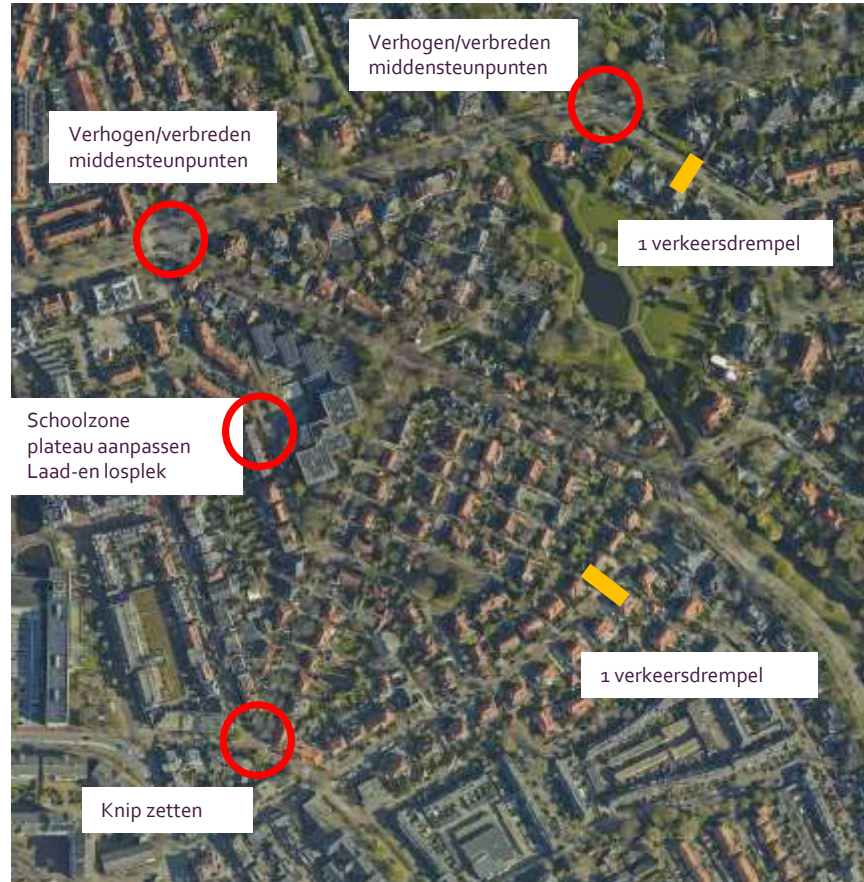 Verhogen/verbreden
middensteunpunten
Verhogen/verbreden
middensteunpunten
1 verkeersdrempel
Schoolzone
plateau aanpassen
Laad-en losplek
1 verkeersdrempel
Knip zetten